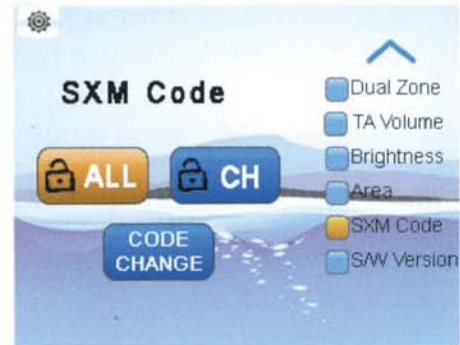 SXM Code
ALL
CH
CODE
CHANGE
Dual Zone
TA Volume
Brightness
Area
SXM Code
S/W Version